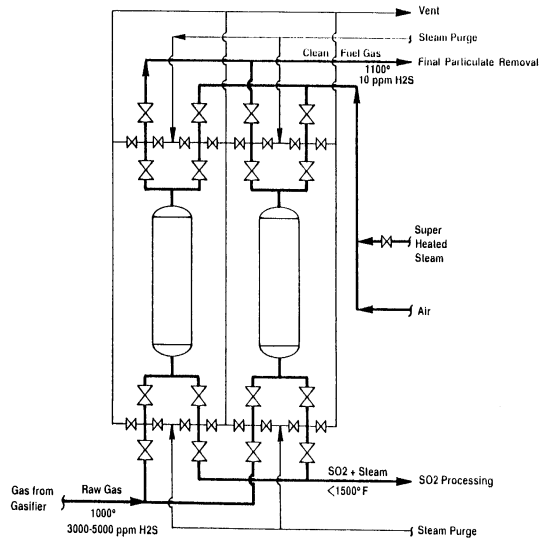 Vent
Steam Purge
Clean Fuel Gas
1100°
10 ppm H2S
Final Particulate Removal
Super
Heated
Steam
Air
SO2 + Steam
<1500° F
SO2 Processing
Gas from
Gasifier
Raw Gas
1000°
3000-5000 ppm H2S
Steam Purge